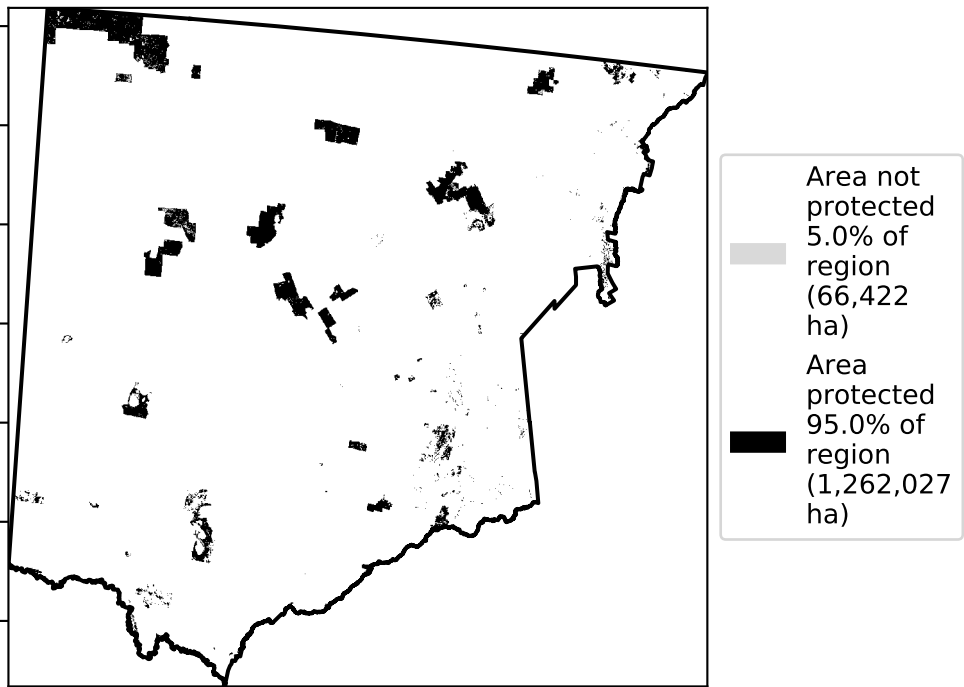 Area not
protected
5.0% of
region
(66,422
ha)
Area
protected
95.0% of
region
(1,262,027
ha)